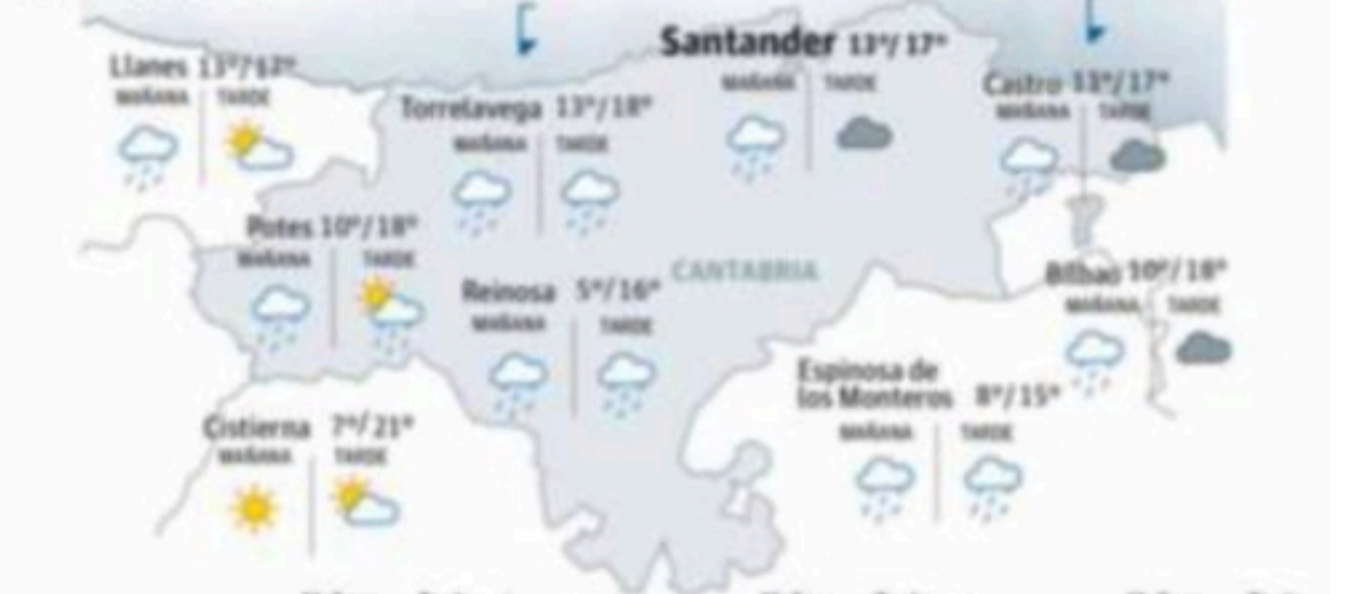 Santander 13°/17°
MAÑANA TARDE
Llanes 13°/17°
MAÑANA TARDE
Castro 13°/17°
MAÑANA TARDE
Torrelavega 13°/18°
MAÑANA TARDE
Potes 10°/18°
MAÑANA TARDE
CANTABRIA
Reinosa 5°/16°
MAÑANA TARDE
Bilbao 10°/18°
MAÑANA TARDE
Espinosa de
los Monteros 8°/15°
MAÑANA TARDE
Cistierna 7°/21°
MAÑANA TARDE